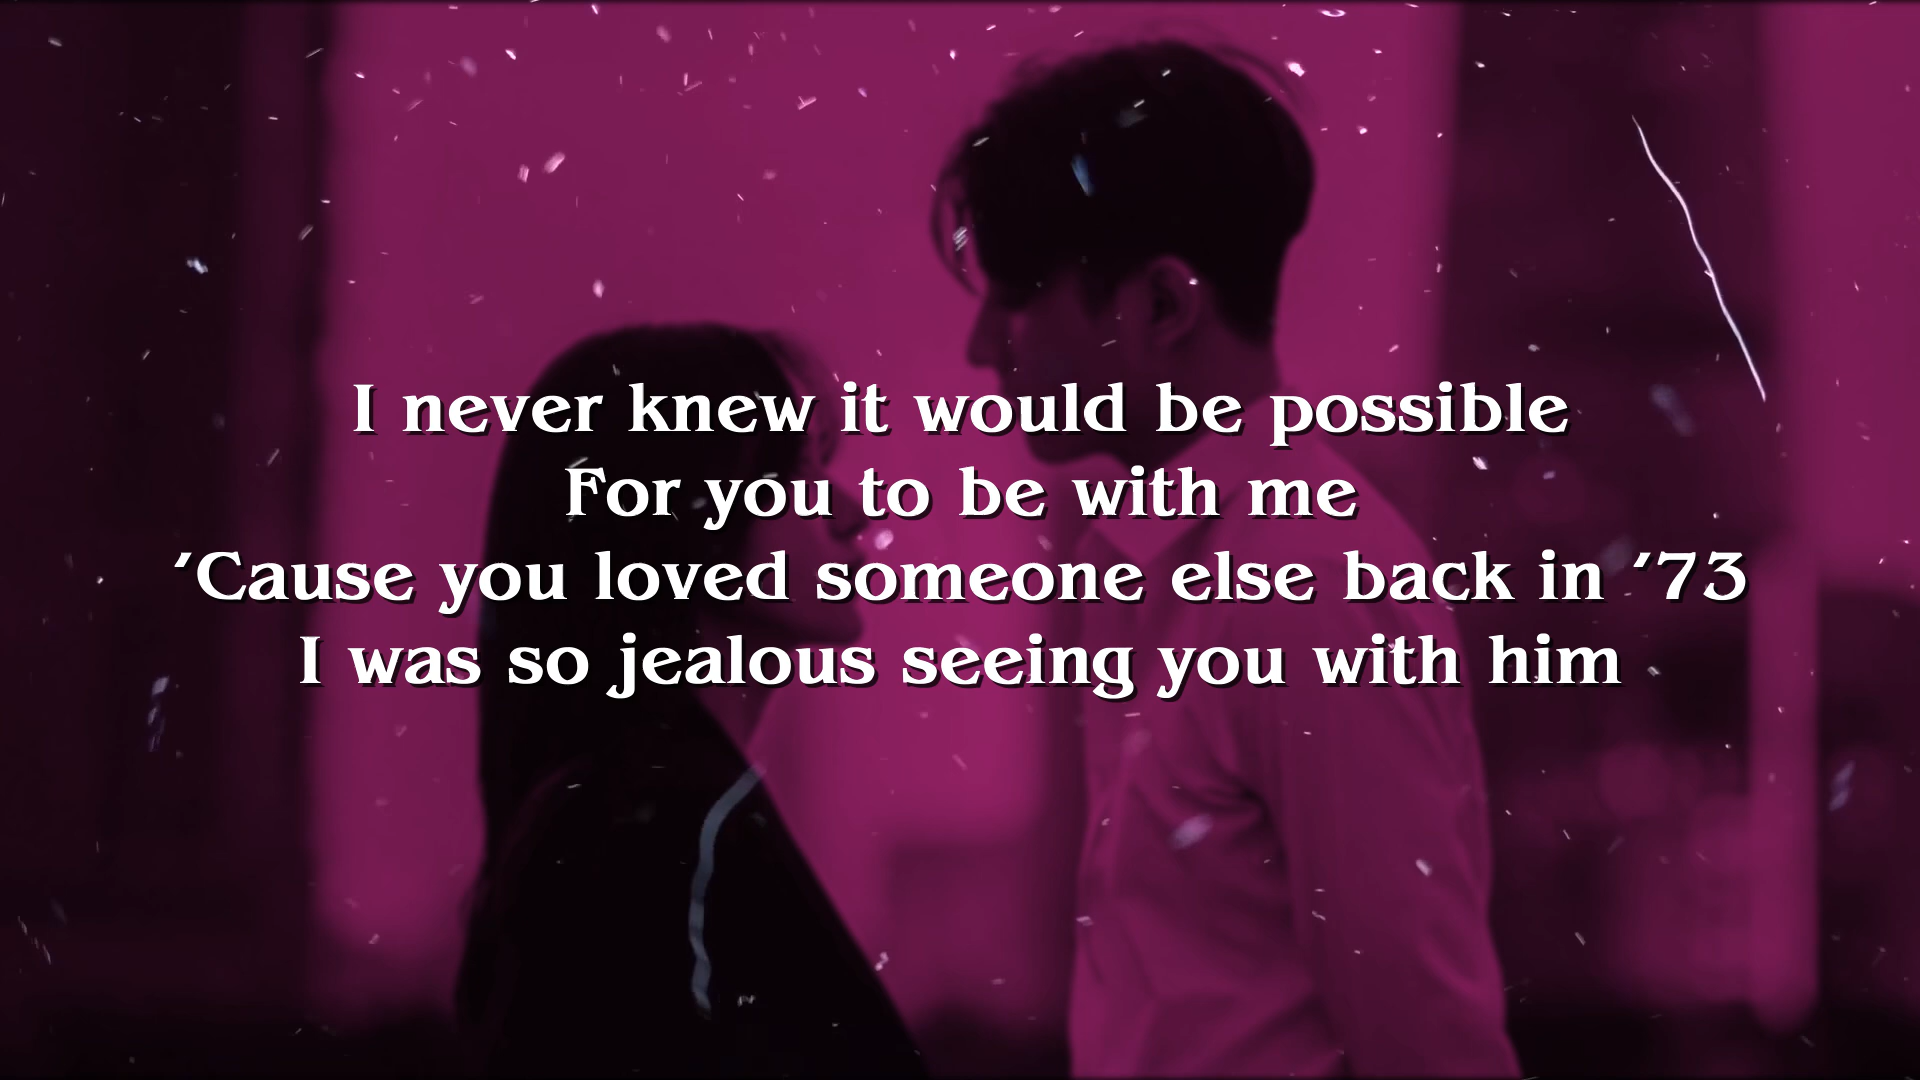 I never knew it would be possible
For you to be with me
’Cause you loved someone else back in ’73
I was so jealous seeing you with him